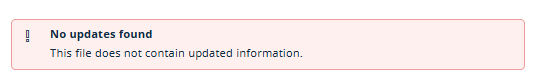 No updates found
This file does not contain updated information.